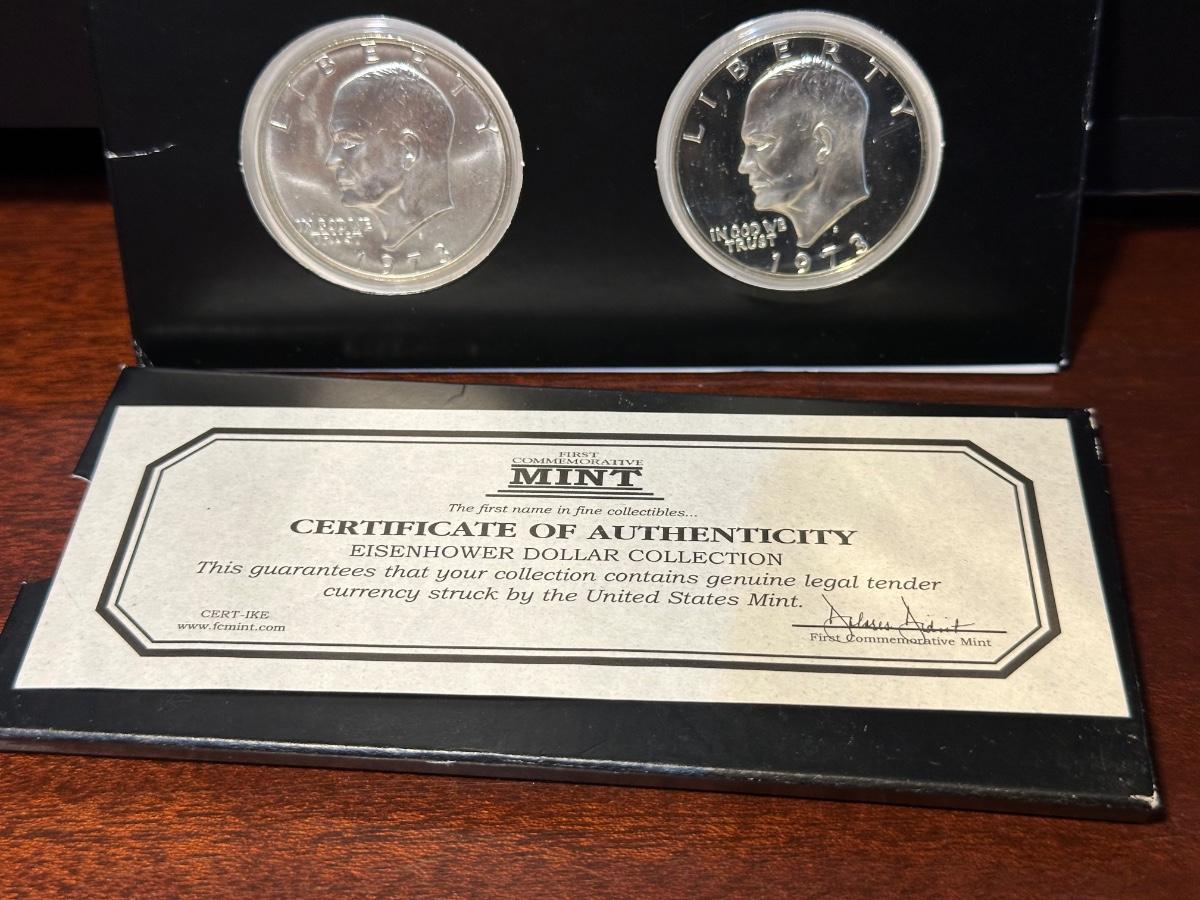 LIBERTY
IN GOD WE
TRUST
1973
LIBERTY
IN GOD WE
TRUST
1973
FIRST
COMMEMORATIVE
MINT
The first name in fine collectibles...
CERTIFICATE OF AUTHENTICITY
EISENHOWER DOLLAR COLLECTION
This guarantees that your collection contains genuine legal tender
currency struck by the United States Mint.
CERT-IKE
www.fcmint.com
First Commemorative Mint